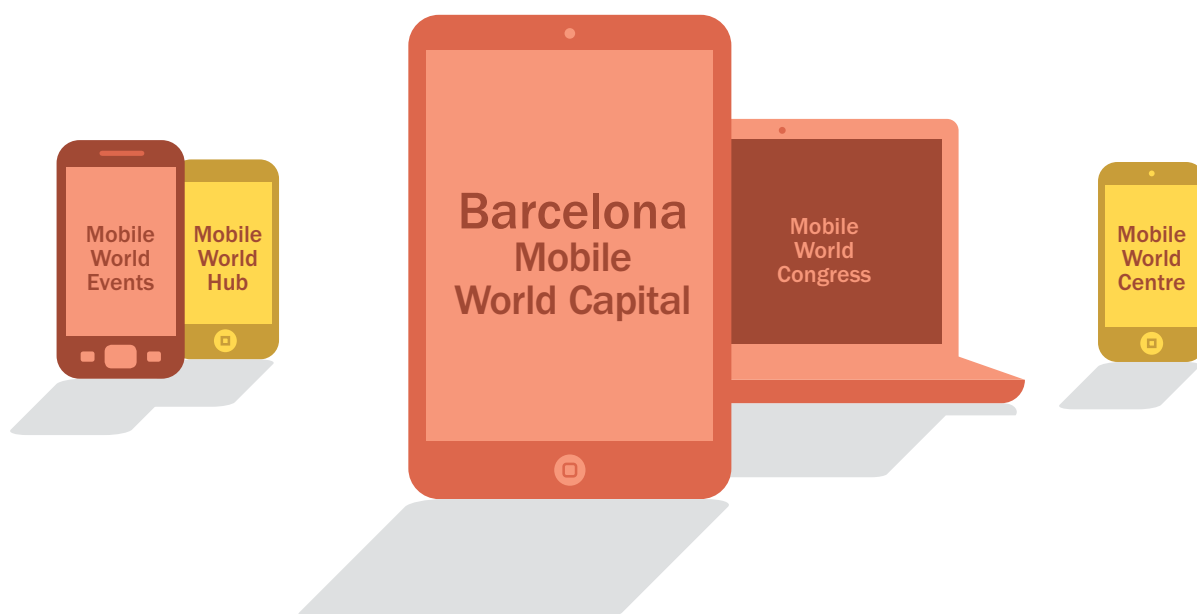 Mobile
World
Events
Mobile
World
Hub
Barcelona
Mobile
World Capital
Mobile
World
Congress
Mobile
World
Centre